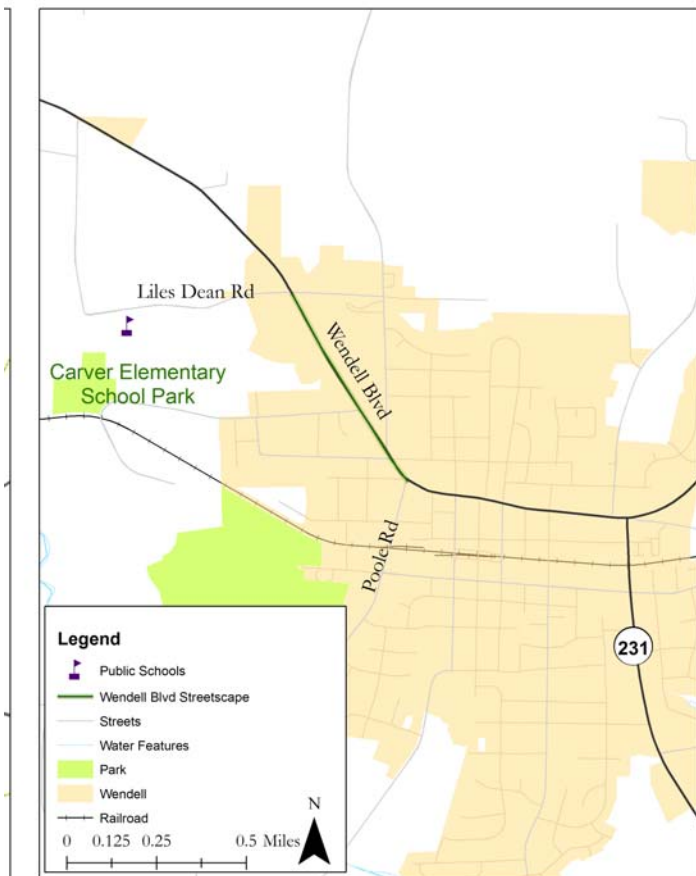 Liles Dean Rd
Wendell Blvd
Carver Elementary
School Park
Poole Rd
231
Legend
Public Schools
Wendell Blvd Streetscape
Streets
Water Features
Park
Wendell
Railroad
N
0 0.125 0.25 0.5 Miles